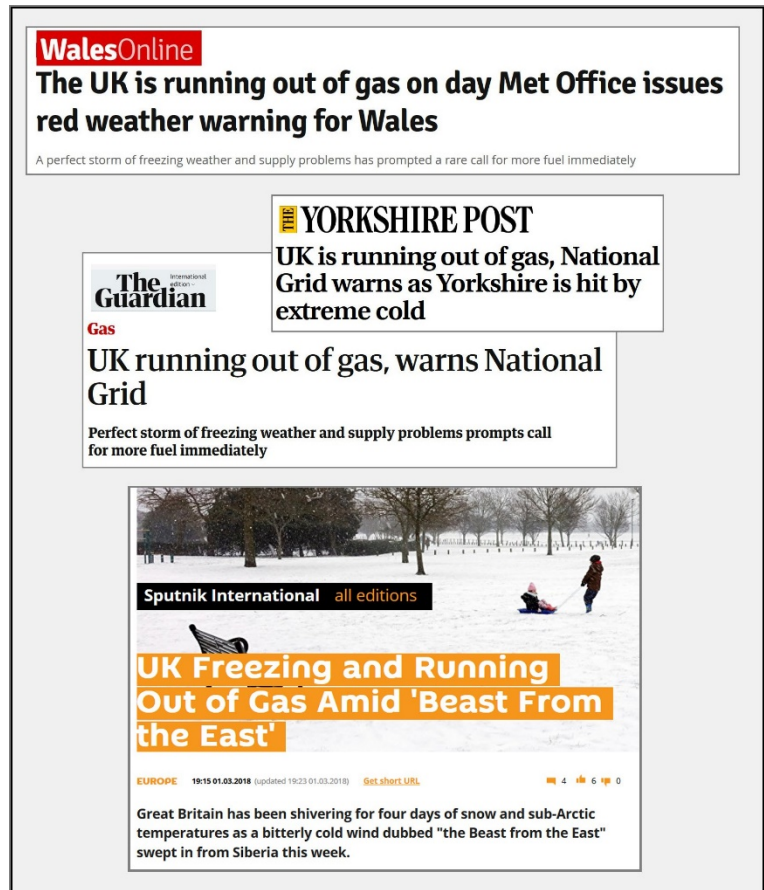 WalesOnline
The UK is running out of gas on day Met Office issues
red weather warning for Wales
A perfect storm of freezing weather and supply problems has prompted a rare call for more fuel immediately
THE YORKSHIRE POST
UK is running out of gas, National
Grid warns as Yorkshire is hit by
extreme cold
The Guardian International edition -
Gas
UK running out of gas, warns National
Grid
Perfect storm of freezing weather and supply problems prompts call
for more fuel immediately
Sputnik International all editions
UK Freezing and Running
Out of Gas Amid 'Beast From
the East'
EUROPE 19:15 01.03.2018 (updated 19:23 01.03.2018) Get short URL 4 6 0
Great Britain has been shivering for four days of snow and sub-Arctic
temperatures as a bitterly cold wind dubbed "the Beast from the East"
swept in from Siberia this week.